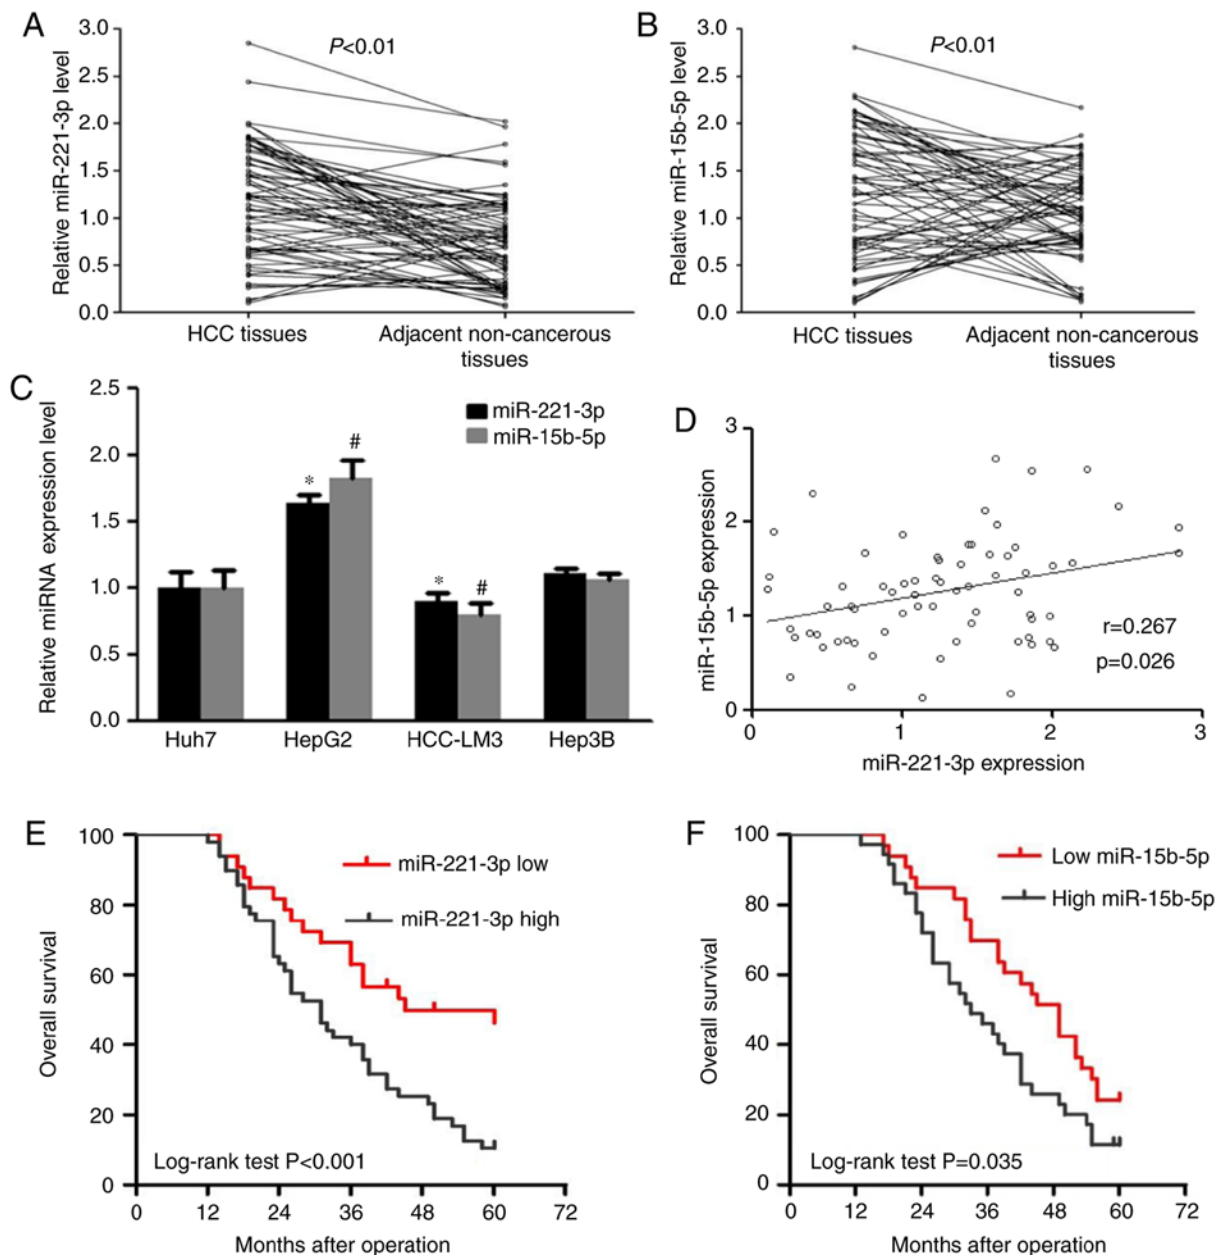 A
Relative miR-221-3p level
3.0
2.5
2.0
1.5
1.0
0.5
0.0
P<0.01
HCC tissues
Adjacent non-cancerous
tissues
B
Relative miR-15b-5p level
3.0
2.5
2.0
1.5
1.0
0.5
0.0
P<0.01
HCC tissues
Adjacent non-cancerous
tissues
C
Relative miRNA expression level
2.5
2.0
1.5
1.0
0.5
0.0
miR-221-3p
miR-15b-5p
*
#
*
#
Huh7
HepG2
HCC-LM3
Hep3B
D
miR-15b-5p expression
3
2
1
0
r=0.267
p=0.026
0
1
2
3
miR-221-3p expression
E
Overall survival
100
80
60
40
20
0
miR-221-3p low
miR-221-3p high
Log-rank test P<0.001
0
12
24
36
48
60
72
Months after operation
F
Overall survival
100
80
60
40
20
0
Low miR-15b-5p
High miR-15b-5p
Log-rank test P=0.035
0
12
24
36
48
60
72
Months after operation